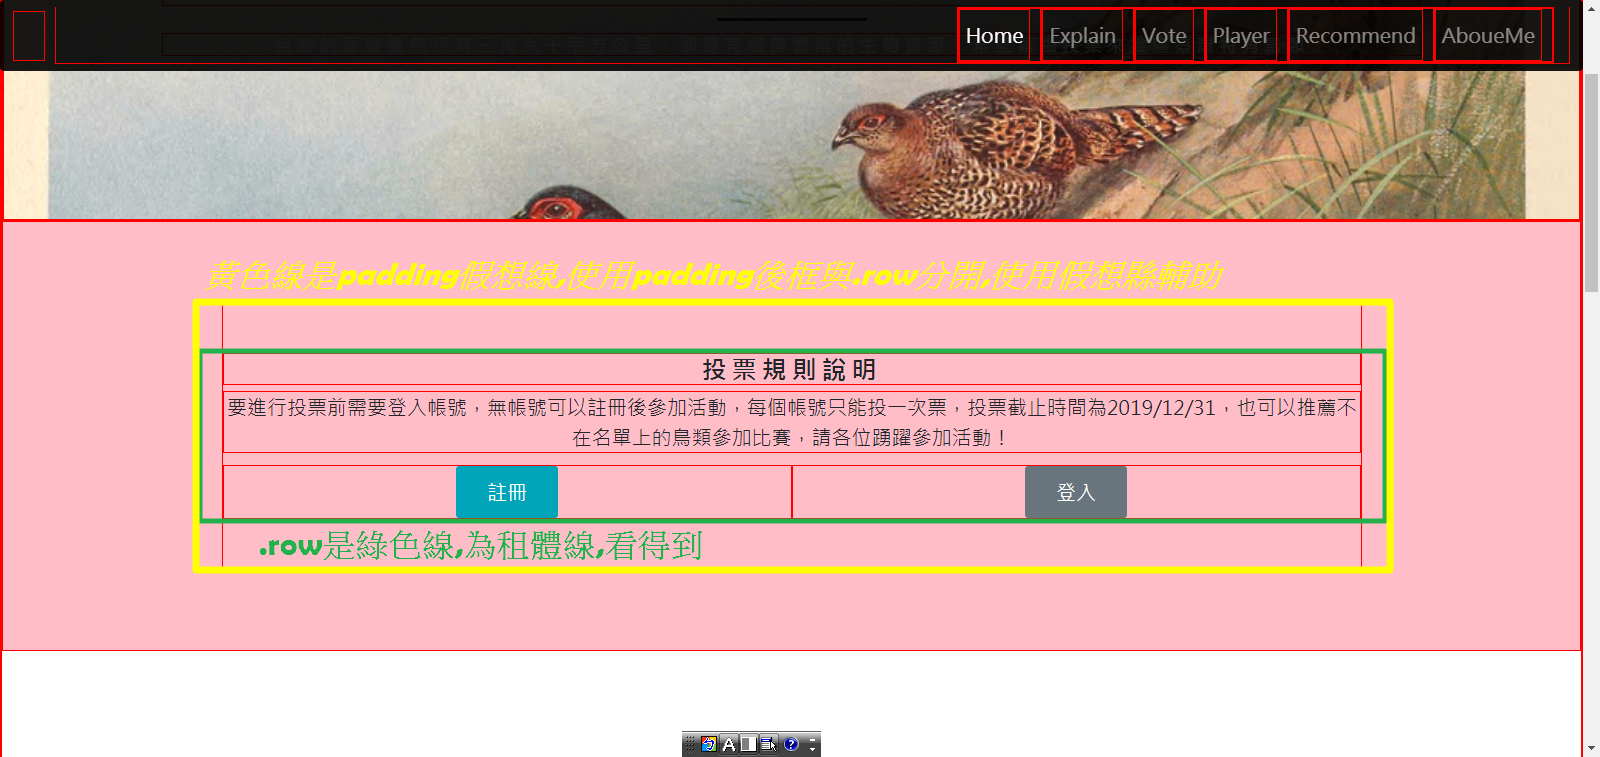 Home Explain Vote Player Recommend AboueMe
黃色線是padding假想線,使用padding後框與.row分開,使用假想縣輔助
投票規則說明
要進行投票前需要登入帳號，無帳號可以註冊後參加活動，每個帳號只能投一次票，投票截止時間為2019/12/31，也可以推薦不
在名單上的鳥類參加比賽，請各位踴躍參加活動！
註冊 登入
.row是綠色線,為租體線,看得到